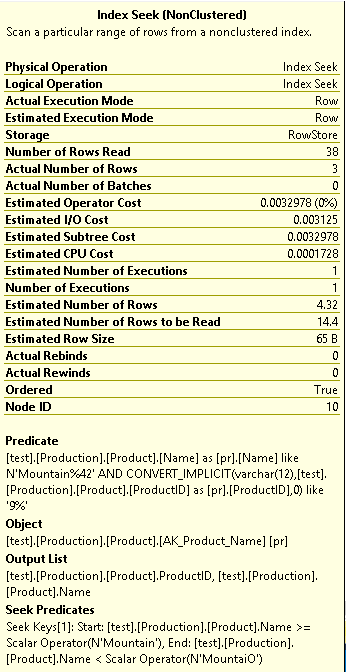 Index Seek (NonClustered)
Scan a particular range of rows from a nonclustered index.
Physical Operation Index Seek
Logical Operation Index Seek
Actual Execution Mode Row
Estimated Execution Mode Row
Storage RowStore
Number of Rows Read 38
Actual Number of Rows 3
Actual Number of Batches 0
Estimated Operator Cost 0.0032978 (0%)
Estimated I/O Cost 0.003125
Estimated Subtree Cost 0.0032978
Estimated CPU Cost 0.0001728
Estimated Number of Executions 1
Number of Executions 1
Estimated Number of Rows 4.32
Estimated Number of Rows to be Read 14.4
Estimated Row Size 65 B
Actual Rebinds 0
Actual Rewinds 0
Ordered True
Node ID 10
Predicate
[test].[Production].[Product].[Name] as [pr].[Name] like
N'Mountain%42' AND CONVERT_IMPLICIT(varchar(12),[test].
[Production].[Product].[ProductID] as [pr].[ProductID],0) like
'9%'
Object
[test].[Production].[Product].[AK_Product_Name] [pr]
Output List
[test].[Production].[Product].ProductID, [test].[Production].
[Product].Name
Seek Predicates
Seek Keys[1]: Start: [test].[Production].[Product].Name >=
Scalar Operator(N'Mountain'), End: [test].[Production].
[Product].Name < Scalar Operator(N'MountaiO')